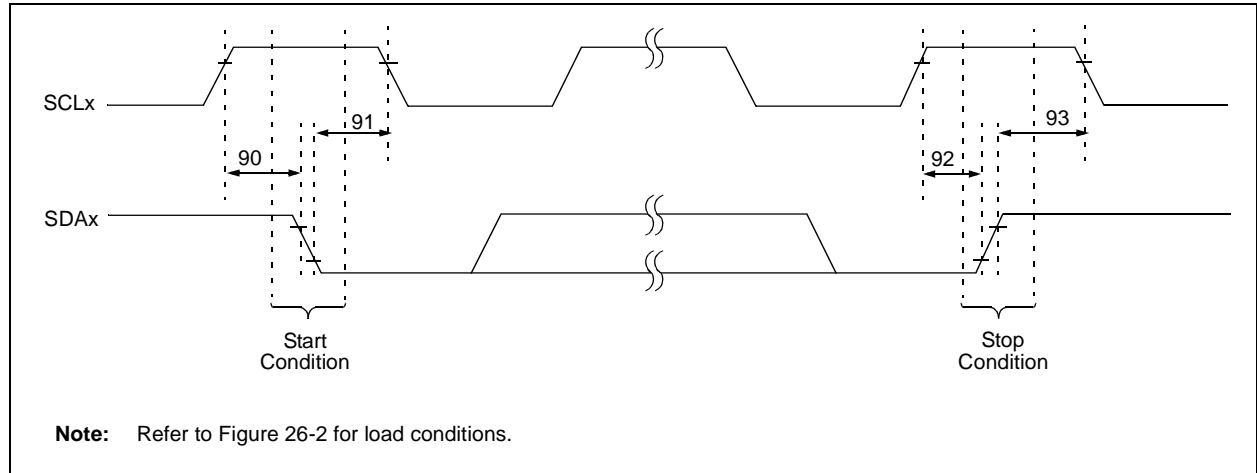 SCLx
91
93
90
92
SDAx
Start
Condition
Stop
Condition
Note: Refer to Figure 26-2 for load conditions.